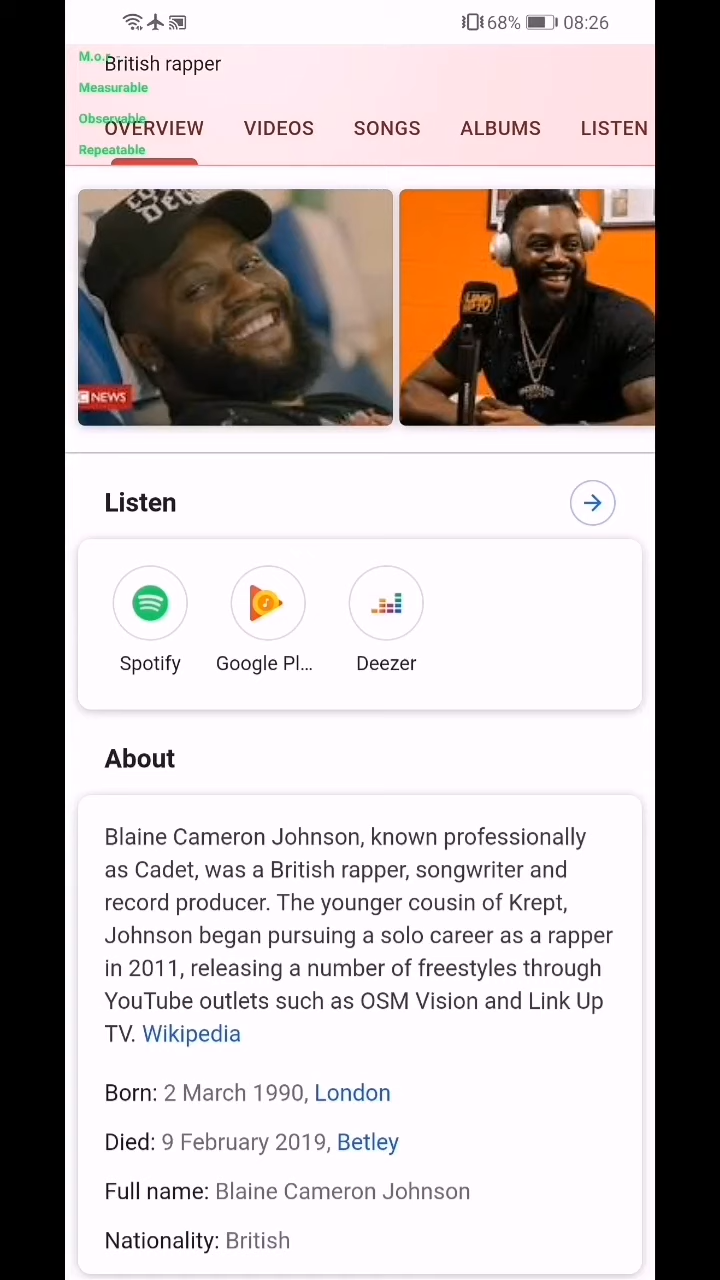 68% 08:26
M.o.r -
British rapper
Measurable
Observable
OVERVIEW VIDEOS SONGS ALBUMS LISTEN
Repeatable
NEWS
Listen
Spotify Google Pl... Deezer
About
Blaine Cameron Johnson, known professionally
as Cadet, was a British rapper, songwriter and
record producer. The younger cousin of Krept,
Johnson began pursuing a solo career as a rapper
in 2011, releasing a number of freestyles through
YouTube outlets such as OSM Vision and Link Up
TV. Wikipedia
Born: 2 March 1990, London
Died: 9 February 2019, Betley
Full name: Blaine Cameron Johnson
Nationality: British